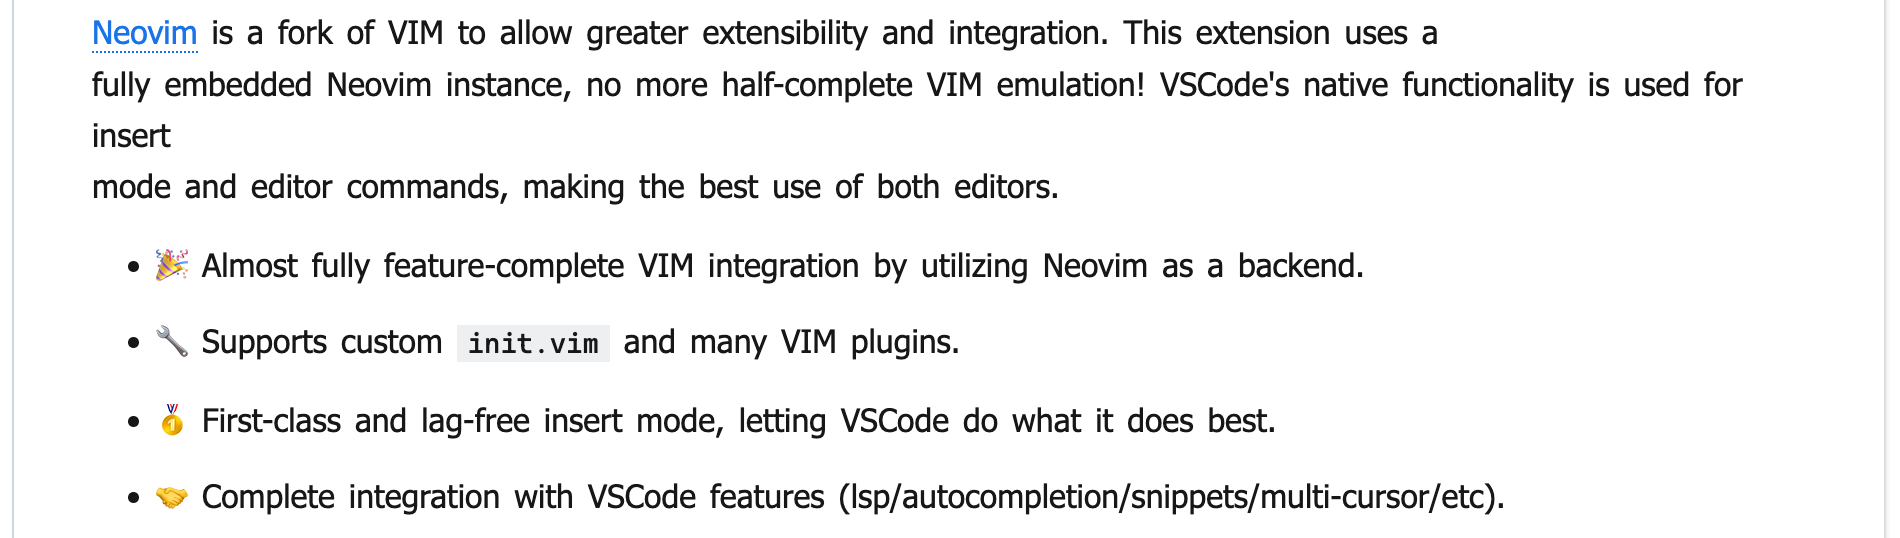 Neovim is a fork of VIM to allow greater extensibility and integration. This extension uses a
fully embedded Neovim instance, no more half-complete VIM emulation! VSCode's native functionality is used for
insert
mode and editor commands, making the best use of both editors.
• 🎉 Almost fully feature-complete VIM integration by utilizing Neovim as a backend.
• 🔧 Supports custom init.vim and many VIM plugins.
• 🥇 First-class and lag-free insert mode, letting VSCode do what it does best.
• 🤝 Complete integration with VSCode features (lsp/autocompletion/snippets/multi-cursor/etc).